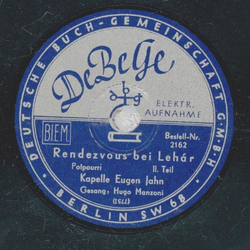 DEUTSCHE BUCH-GEMEINSCHAFT G·M·B·H·
DeBeGe
dbg
ELEKTR.
AUFNAHME
BIEM
Bestell-Nr.
2162
Rendezvous bei Lehár
Potpourri II. Teil
Kapelle Eugen Jahn
Gesang: Hugo Manzoni
BERLIN SW 68